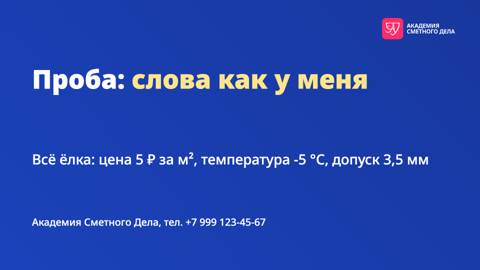 АКАДЕМИЯ
СМЕТНОГО ДЕЛА
Проба: слова как у меня
Всё ёлка: цена 5 ₽ за м², температура -5 °C, допуск 3,5 мм
Академия Сметного Дела, тел. +7 999 123-45-67